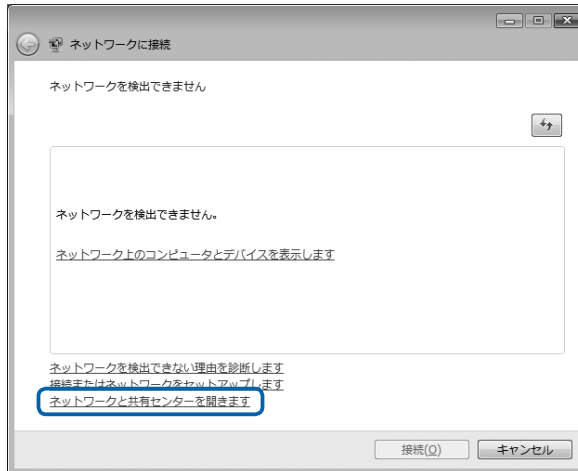 ネットワークに接続
ネットワークを検出できません
ネットワークを検出できません。
ネットワーク上のコンピュータとデバイスを表示します
ネットワークを検出できない理由を診断します
接続またはネットワークをセットアップします
ネットワークと共有センターを開きます
接続(O) キャンセル